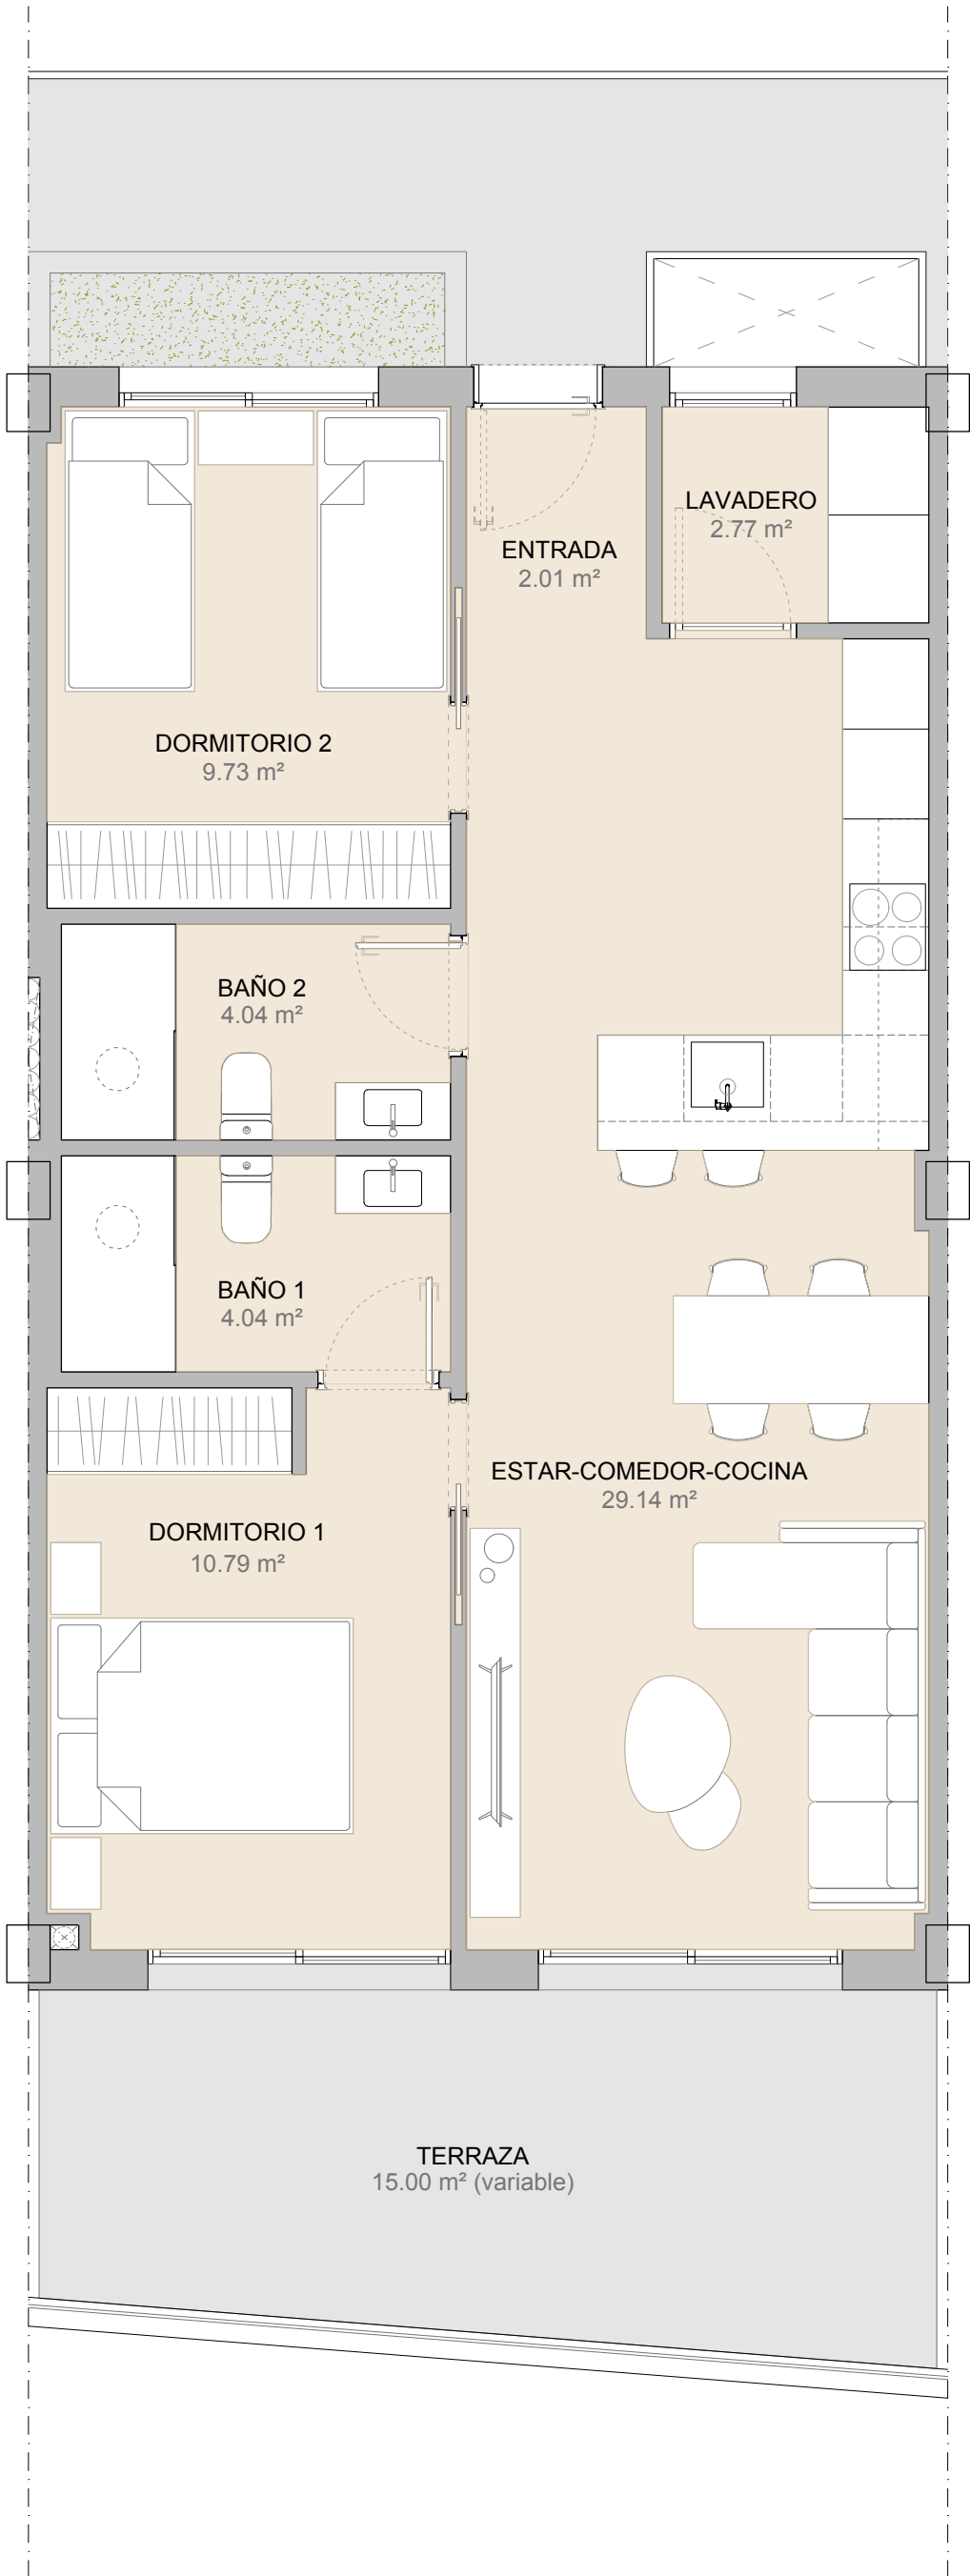 LAVADERO
2.77 m²
ENTRADA
2.01 m²
DORMITORIO 2
9.73 m²
BAÑO 2
4.04 m²
BAÑO 1
4.04 m²
ESTAR-COMEDOR-COCINA
29.14 m²
DORMITORIO 1
10.79 m²
TERRAZA
15.00 m² (variable)